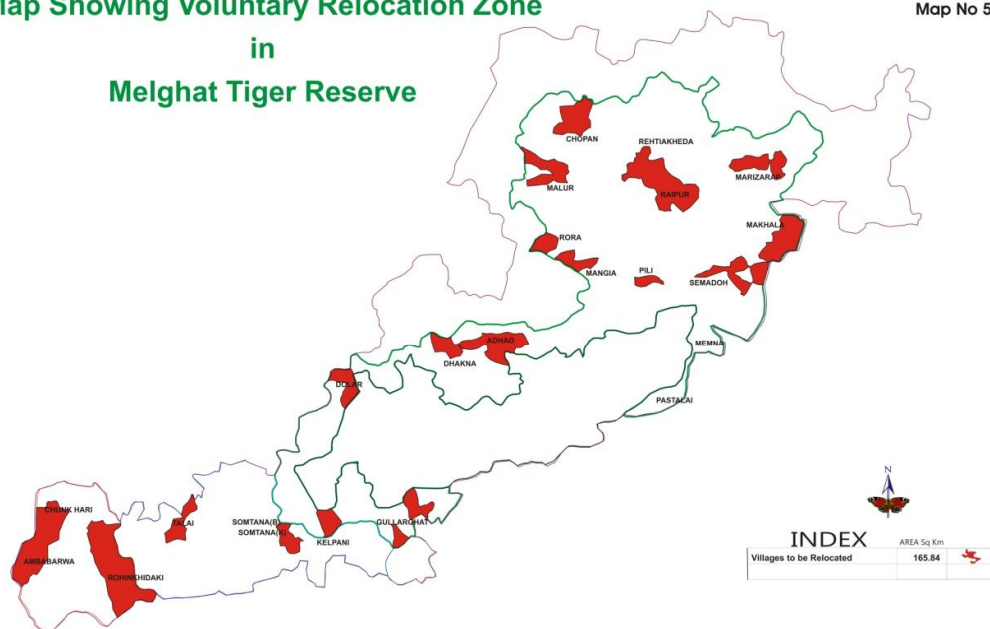 Map Showing Voluntary Relocation Zone
in
Melghat Tiger Reserve
Map No 5
CHOPAN
REHTIAKHEDA
MALUR
RAIPUR
MARIZARAP
MAKHALA
RORA
MANGIA
PILI
SEMADOH
ADHAO
DHAKNA
MEMNA
DOLAR
PASTALAI
CHUNK HARI
TALAI
SOMTANA(B)
SOMTANA(K)
GULLARGHAT
KELPANI
AMBABARWA
ROHINKHIDAKI
N
INDEX
AREA Sq Km
Villages to be Relocated 165.84